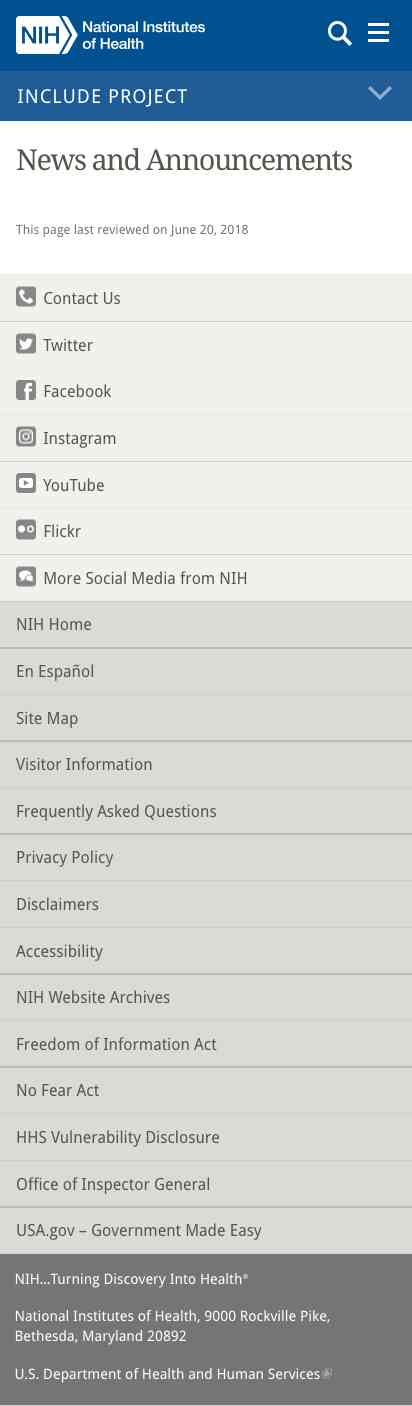 NIH National Institutes
of Health
INCLUDE PROJECT
News and Announcements
This page last reviewed on June 20, 2018
Contact Us
Twitter
Facebook
Instagram
YouTube
Flickr
More Social Media from NIH
NIH Home
En Español
Site Map
Visitor Information
Frequently Asked Questions
Privacy Policy
Disclaimers
Accessibility
NIH Website Archives
Freedom of Information Act
No Fear Act
HHS Vulnerability Disclosure
Office of Inspector General
USA.gov – Government Made Easy
NIH...Turning Discovery Into Health®
National Institutes of Health, 9000 Rockville Pike,
Bethesda, Maryland 20892
U.S. Department of Health and Human Services